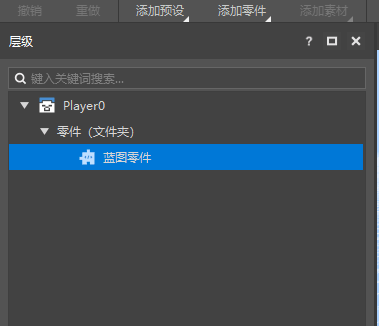 撤销 重做 添加预设 添加零件 添加素材
层级 ?
键入关键词搜索...
Player0
零件（文件夹）
蓝图零件